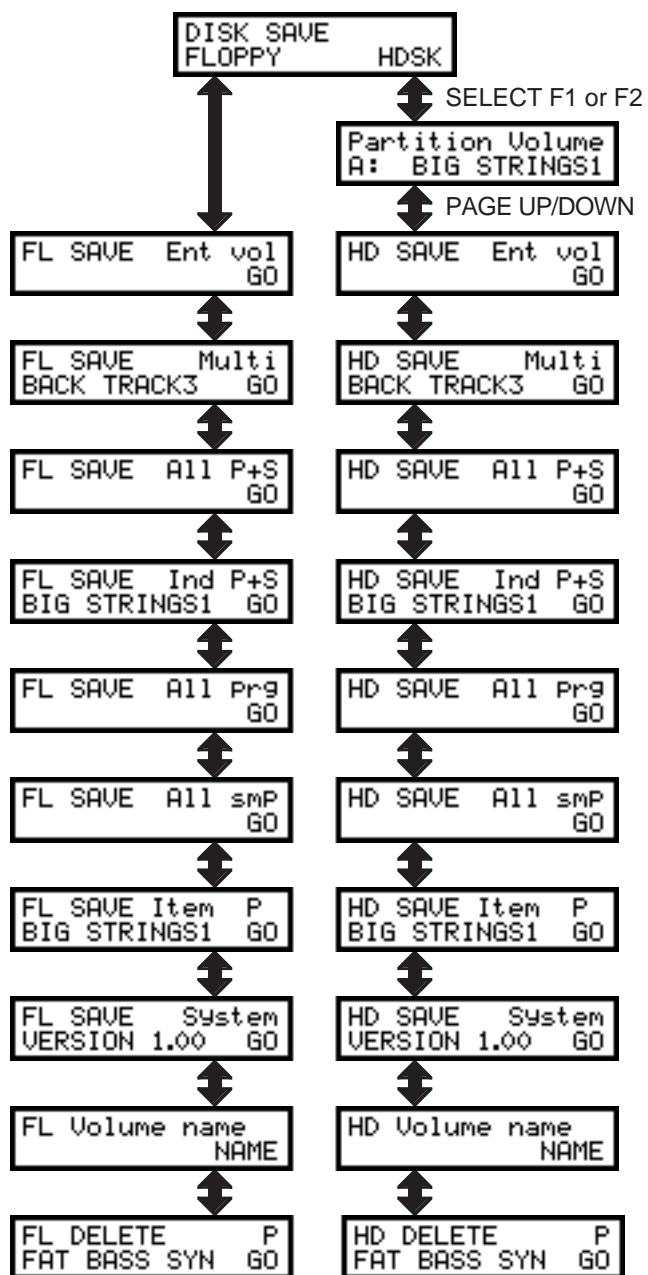 DISK SAVE
FLOPPY HDSK
SELECT F1 or F2
Partition Volume
A: BIG STRINGS1
PAGE UP/DOWN
FL SAVE Ent vol
GO
HD SAVE Ent vol
GO
FL SAVE Multi
BACK TRACK3 GO
HD SAVE Multi
BACK TRACK3 GO
FL SAVE All P+S
GO
HD SAVE All P+S
GO
FL SAVE Ind P+S
BIG STRINGS1 GO
HD SAVE Ind P+S
BIG STRINGS1 GO
FL SAVE All prg
GO
HD SAVE All prg
GO
FL SAVE All smp
GO
HD SAVE All smp
GO
FL SAVE Item P
BIG STRINGS1 GO
HD SAVE Item P
BIG STRINGS1 GO
FL SAVE System
VERSION 1.00 GO
HD SAVE System
VERSION 1.00 GO
FL Volume name
NAME
HD Volume name
NAME
FL DELETE P
FAT BASS SYN GO
HD DELETE P
FAT BASS SYN GO